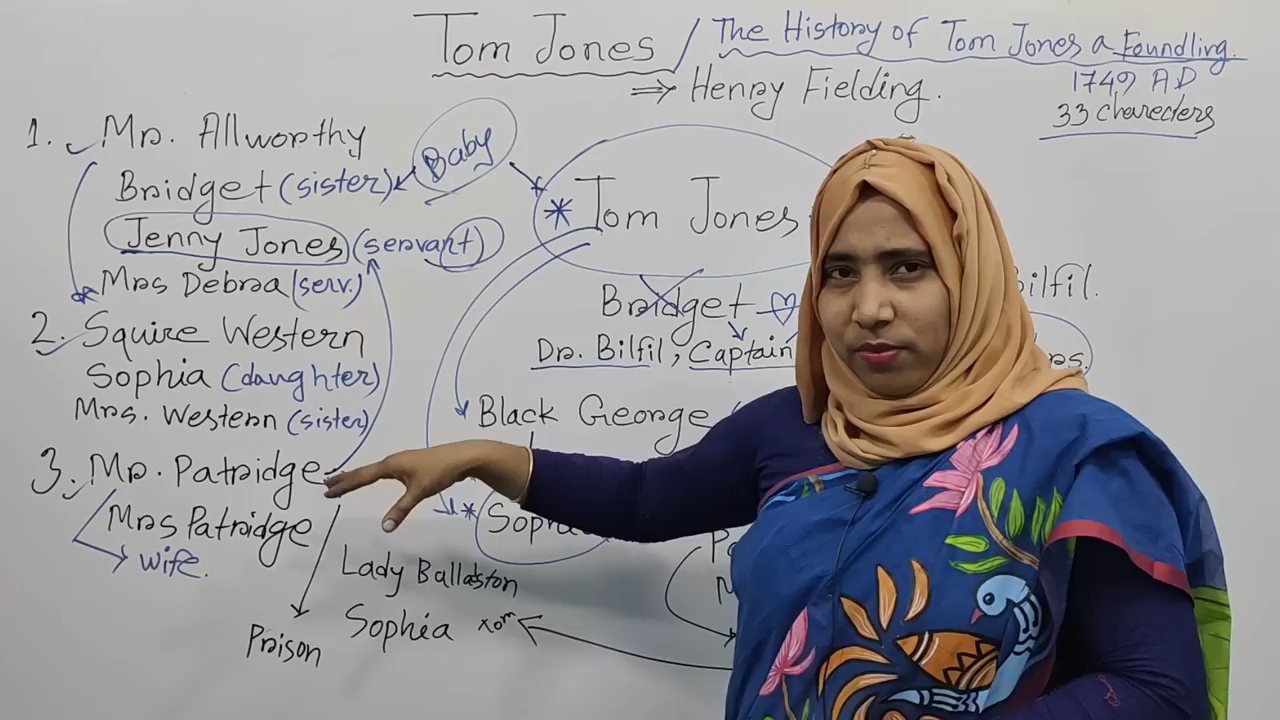 Tom Jones / The History of Tom Jones a Foundling.
⇒ Henry Fielding.
1749 AD
33 charecters
1. Mr. Allworthy
Bridget (sister)
Baby
Jenny Jones (servant)
Mrs Debra (serv.)
2. Squire Western
Sophia (daughter)
Mrs. Western (sister)
3. Mr. Patridge
Mrs Patridge
wife.
Prison
* Tom Jones
Bridget
Bilfil.
Dr. Bilfil, Captain
Black George
Lady Ballaston
Sophia Tom